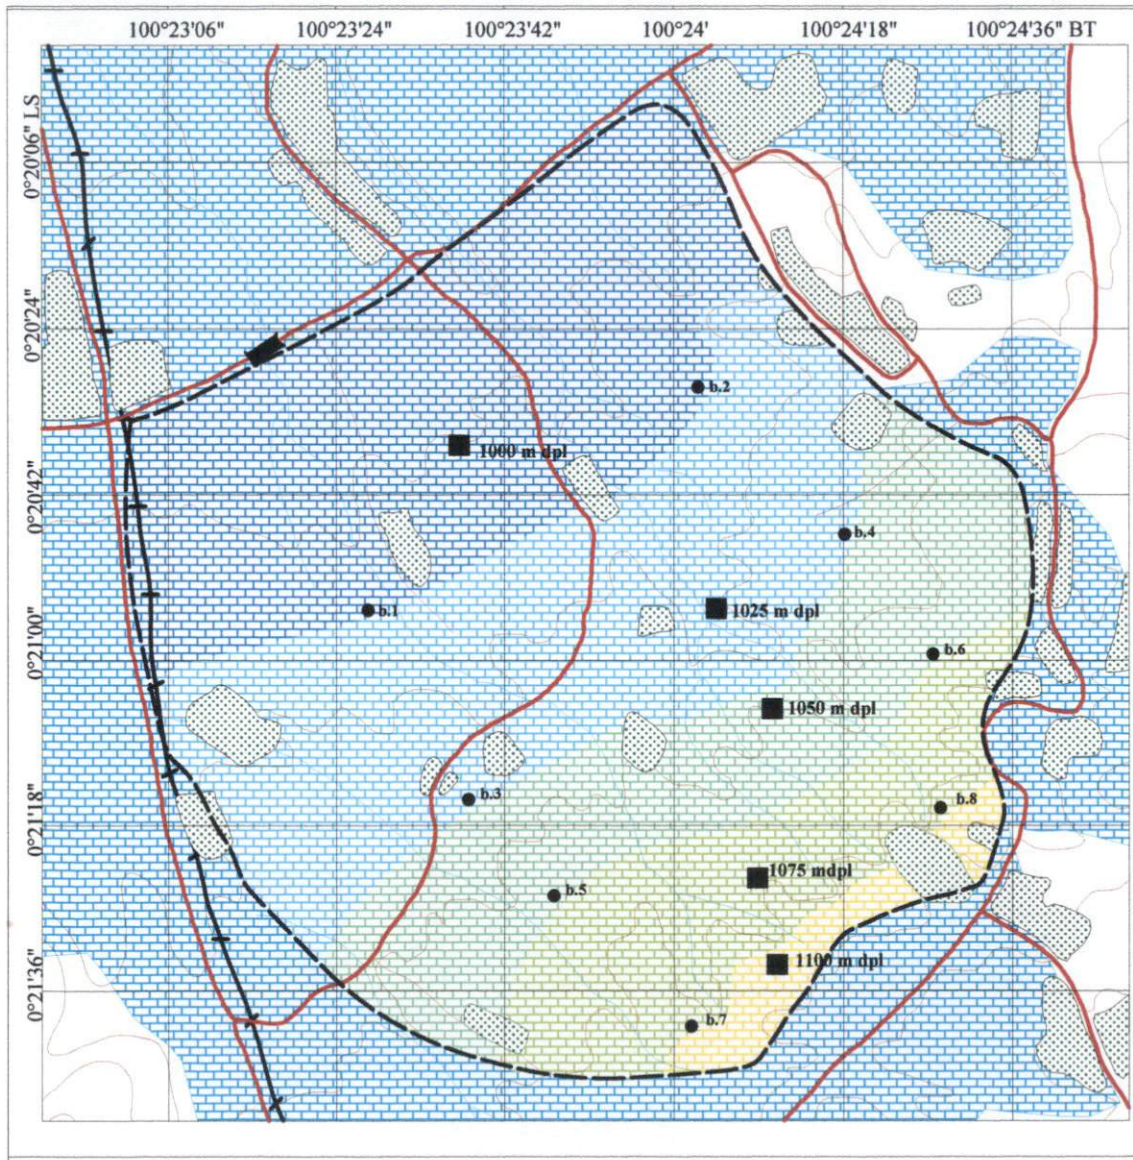 100°23'06" 100°23'24" 100°23'42" 100°24' 100°24'18" 100°24'36" BT
0°20'06" LS
0°20'24"
b.2
1000 m dpl
0°20'42"
b.4
b.1
1025 m dpl
0°21'00"
b.6
1050 m dpl
b.3
b.8
0°21'18"
1075 mdpl
b.5
1100 m dpl
0°21'36"
b.7